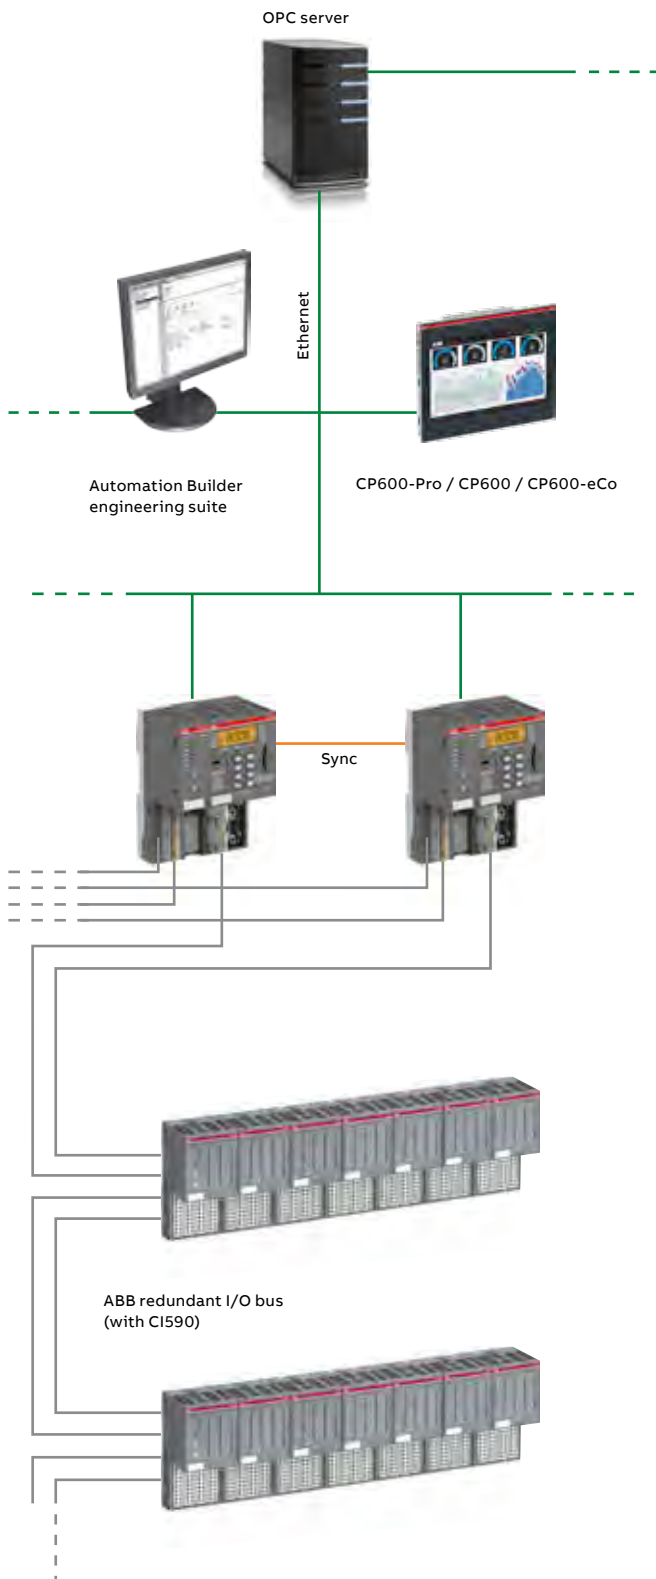 OPC server
Ethernet
Automation Builder
engineering suite
CP600-Pro / CP600 / CP600-eCo
Sync
ABB redundant I/O bus
(with CI590)